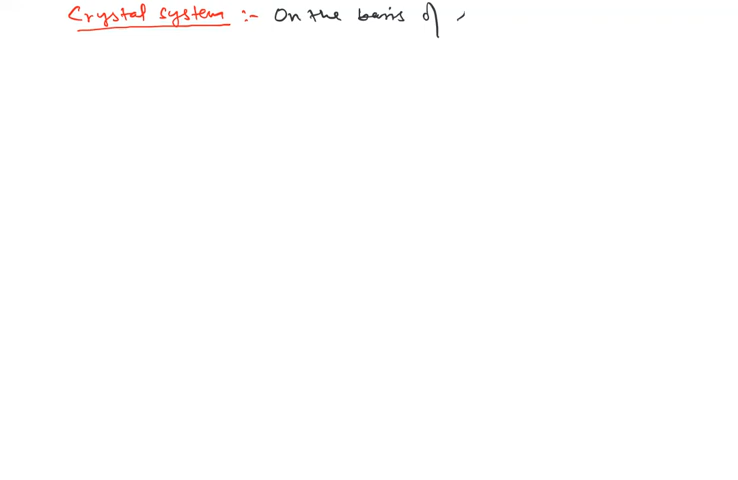 Crystal system :- On the basis of